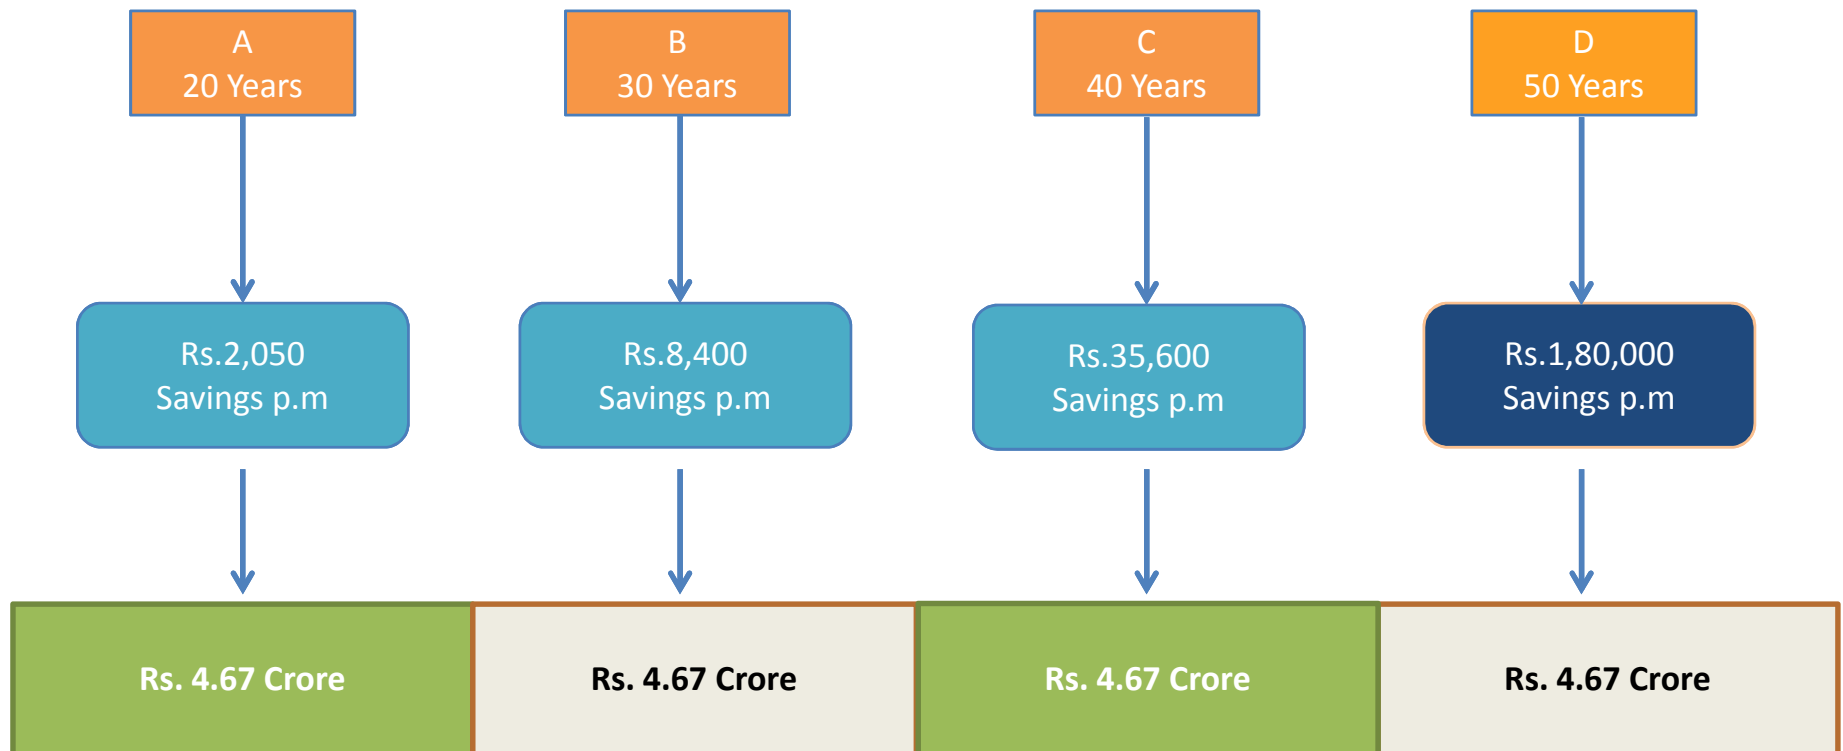 A
20 Years
B
30 Years
C
40 Years
D
50 Years
Rs.2,050
Savings p.m
Rs.8,400
Savings p.m
Rs.35,600
Savings p.m
Rs.1,80,000
Savings p.m
Rs. 4.67 Crore
Rs. 4.67 Crore
Rs. 4.67 Crore
Rs. 4.67 Crore